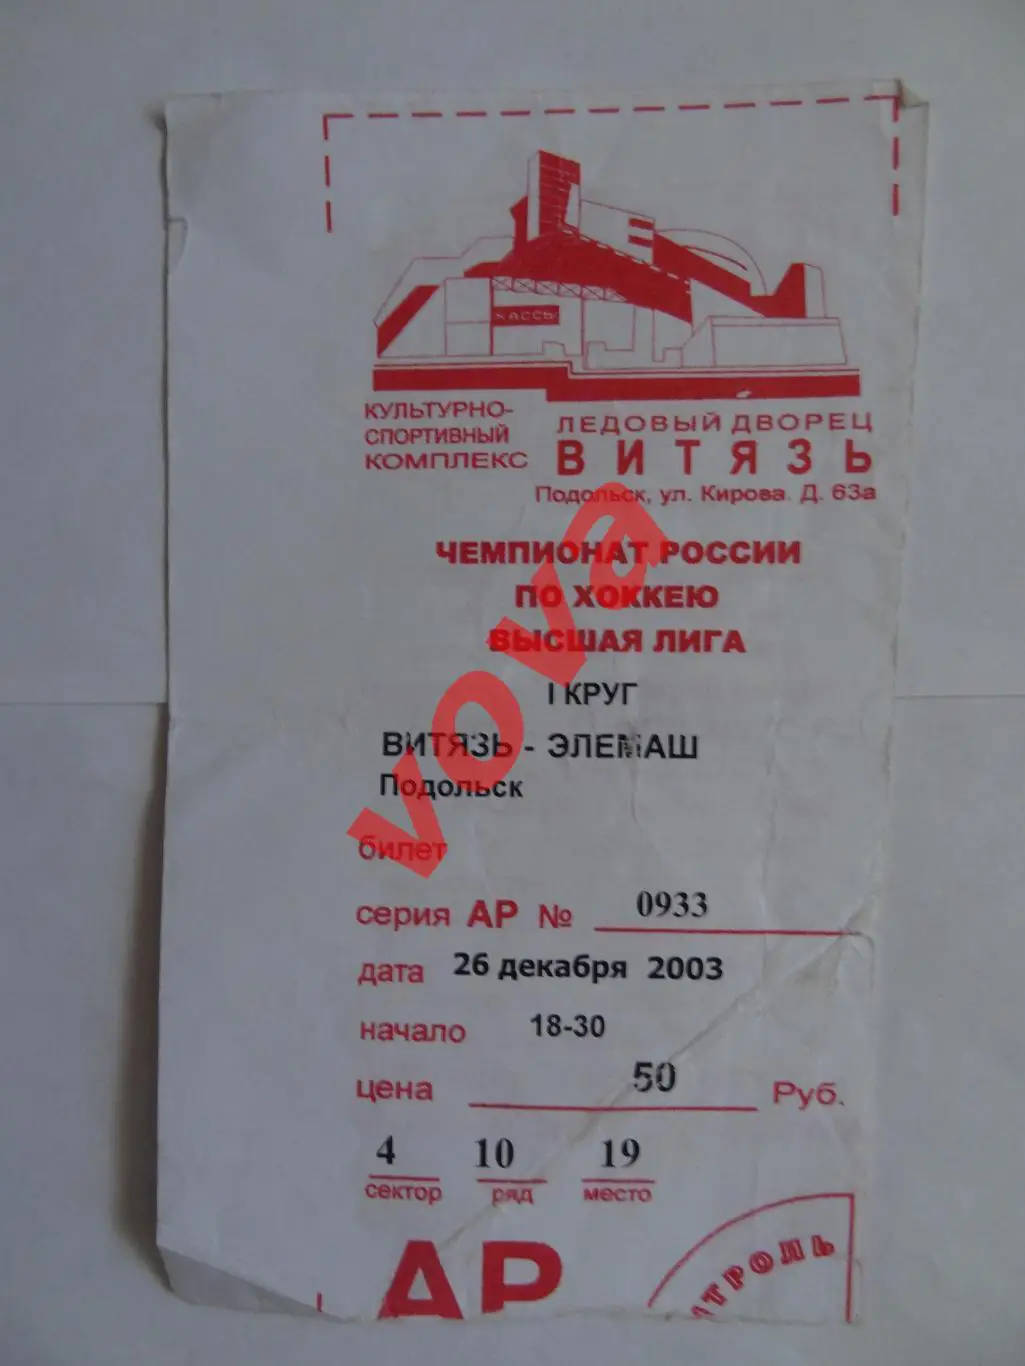 КАССЫ
КУЛЬТУРНО-
СПОРТИВНЫЙ
КОМПЛЕКС
ЛЕДОВЫЙ ДВОРЕЦ
ВИТЯЗЬ
Подольск, ул. Кирова. Д. 63а
ЧЕМПИОНАТ РОССИИ
ПО ХОККЕЮ
ВЫСШАЯ ЛИГА
I КРУГ
ВИТЯЗЬ - ЭЛЕМАШ
Подольск
vova
билет
серия АР № 0933
дата 26 декабря 2003
начало 18-30
цена 50 Руб.
4 10 19
сектор ряд место
АР
НТРОЛЬ